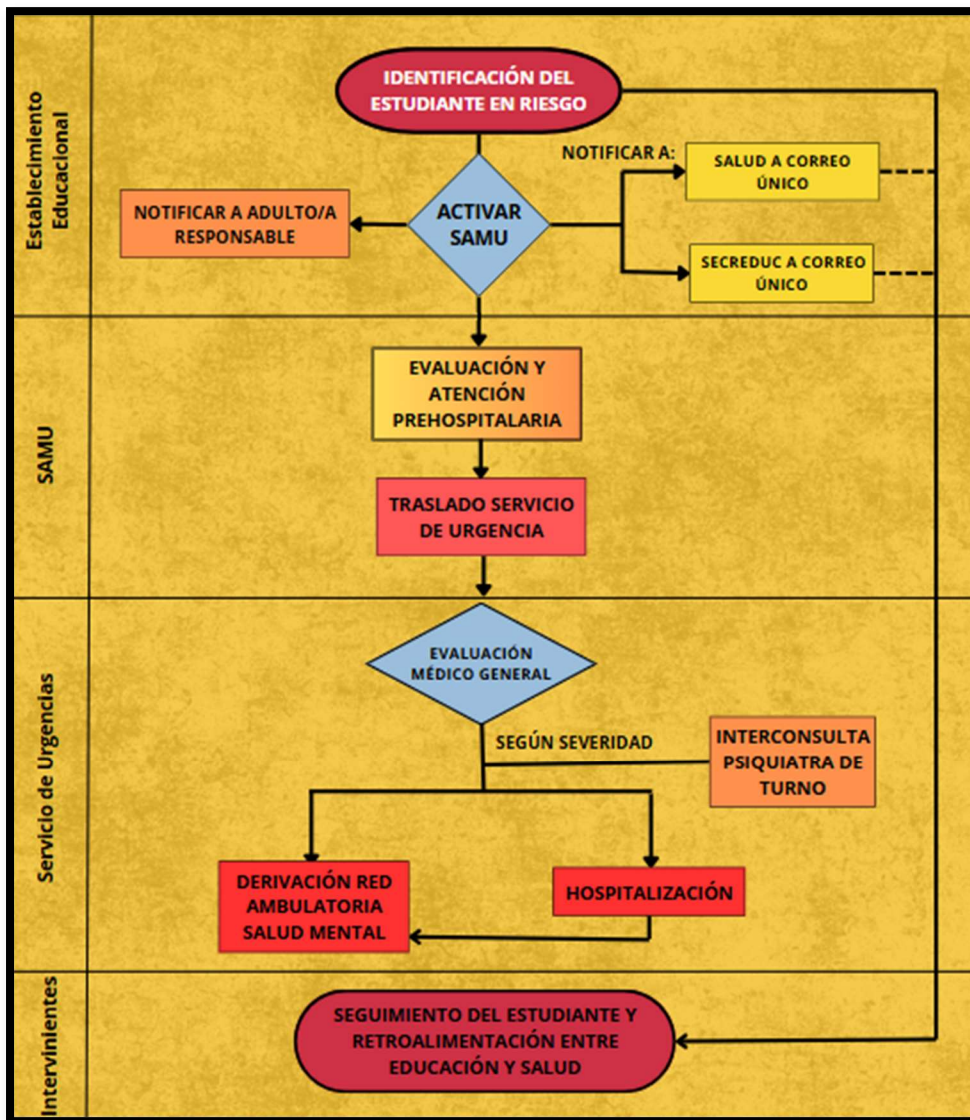 Establecimiento
Educacional
IDENTIFICACIÓN DEL
ESTUDIANTE EN RIESGO
NOTIFICAR A:
SALUD A CORREO
ÚNICO
NOTIFICAR A ADULTO/A
RESPONSABLE
ACTIVAR
SAMU
SECREDUC A CORREO
ÚNICO
SAMU
EVALUACIÓN Y
ATENCIÓN
PREHOSPITALARIA
TRASLADO SERVICIO
DE URGENCIA
Servicio de Urgencias
EVALUACIÓN
MÉDICO GENERAL
SEGÚN SEVERIDAD
INTERCONSULTA
PSIQUIATRA DE
TURNO
DERIVACIÓN RED
AMBULATORIA
SALUD MENTAL
HOSPITALIZACIÓN
Intervinientes
SEGUIMIENTO DEL ESTUDIANTE Y
RETROALIMENTACIÓN ENTRE
EDUCACIÓN Y SALUD